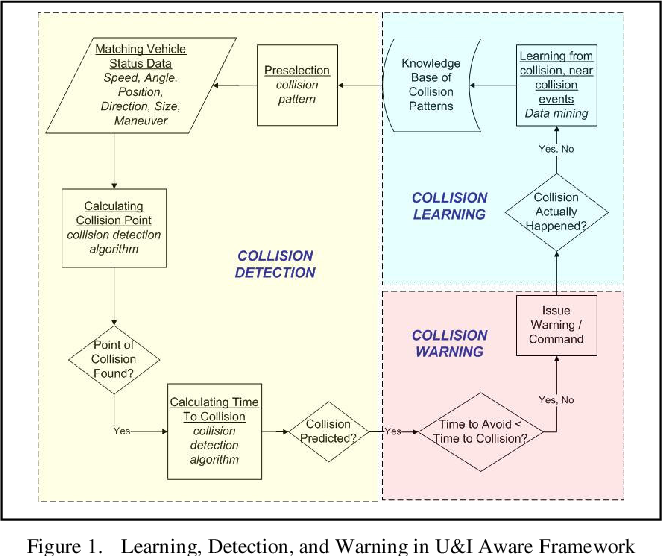 Matching Vehicle
Status Data
Speed, Angle,
Position,
Direction, Size,
Maneuver
Preselection
collision
pattern
Knowledge
Base of
Collision
Patterns
Learning from
collision, near
collision
events
Data mining
Yes, No
Calculating
Collision Point
collision detection
algorithm
COLLISION
DETECTION
COLLISION
LEARNING
Collision
Actually
Happened?
Point of
Collision
Found?
COLLISION
WARNING
Issue
Warning /
Command
Yes
Calculating Time
To Collision
collision
detection
algorithm
Collision
Predicted?
Yes
Time to Avoid <
Time to Collision?
Yes, No
Figure 1. Learning, Detection, and Warning in U&I Aware Framework